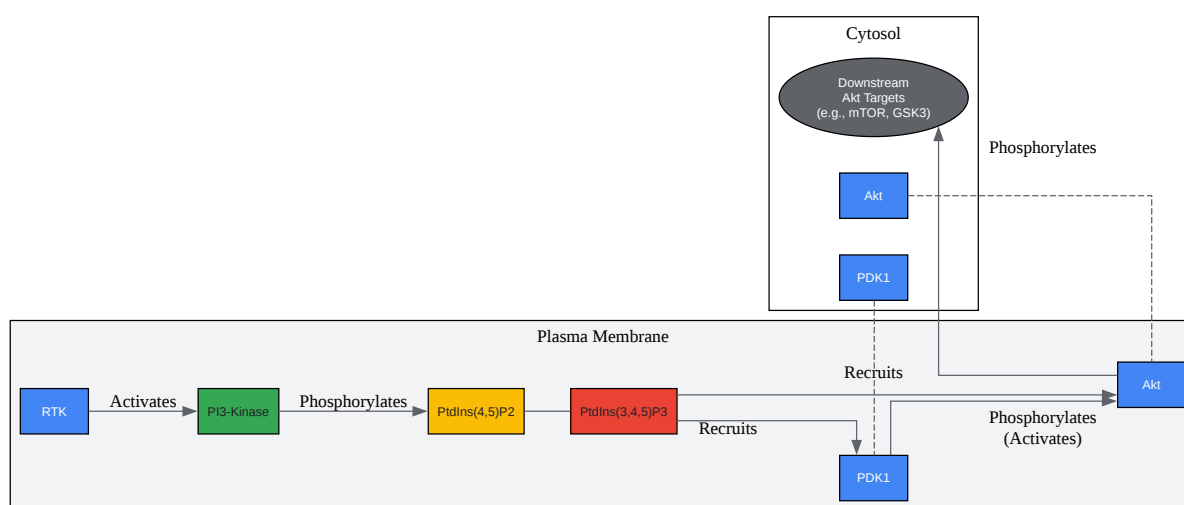 Cytosol
Downstream
Akt Targets
(e.g., mTOR, GSK3)
Phosphorylates
Akt
PDK1
Plasma Membrane
RTK
Activates
PI3-Kinase
Phosphorylates
PtdIns(4,5)P2
PtdIns(3,4,5)P3
Recruits
Recruits
Akt
Phosphorylates
(Activates)
PDK1